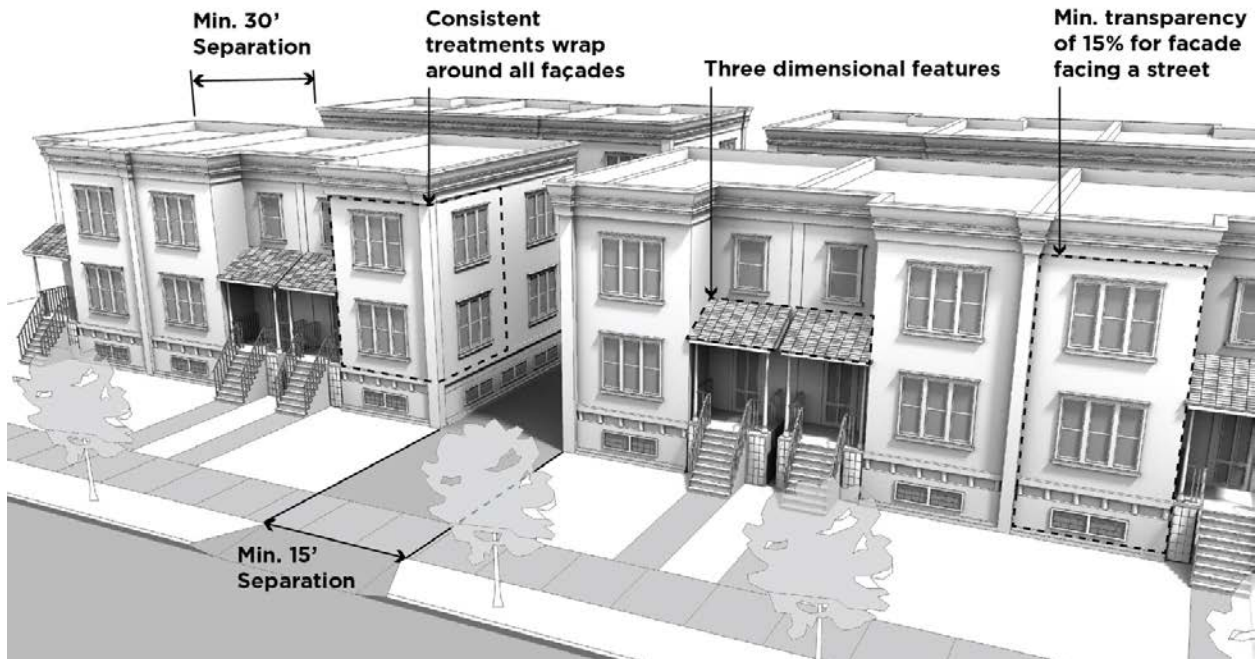 Min. 30’
Separation
Consistent
treatments wrap
around all façades
Three dimensional features
Min. transparency
of 15% for facade
facing a street
Min. 15’
Separation